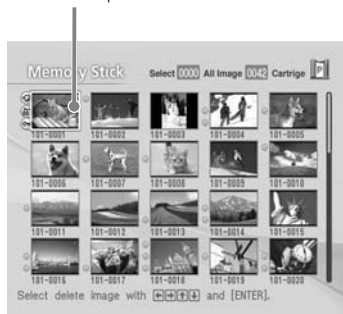 Memory Stick Select 0000 All Image 0042 Cartrige P
101-0001 101-0002 101-0003 101-0004 101-0005
101-0006 101-0007 101-0008 101-0009 101-0010
101-0011 101-0012 101-0013 101-0014 101-0015
101-0016 101-0017 101-0018 101-0019 101-0020
Select delete image with ←→↑↓ and [ENTER].